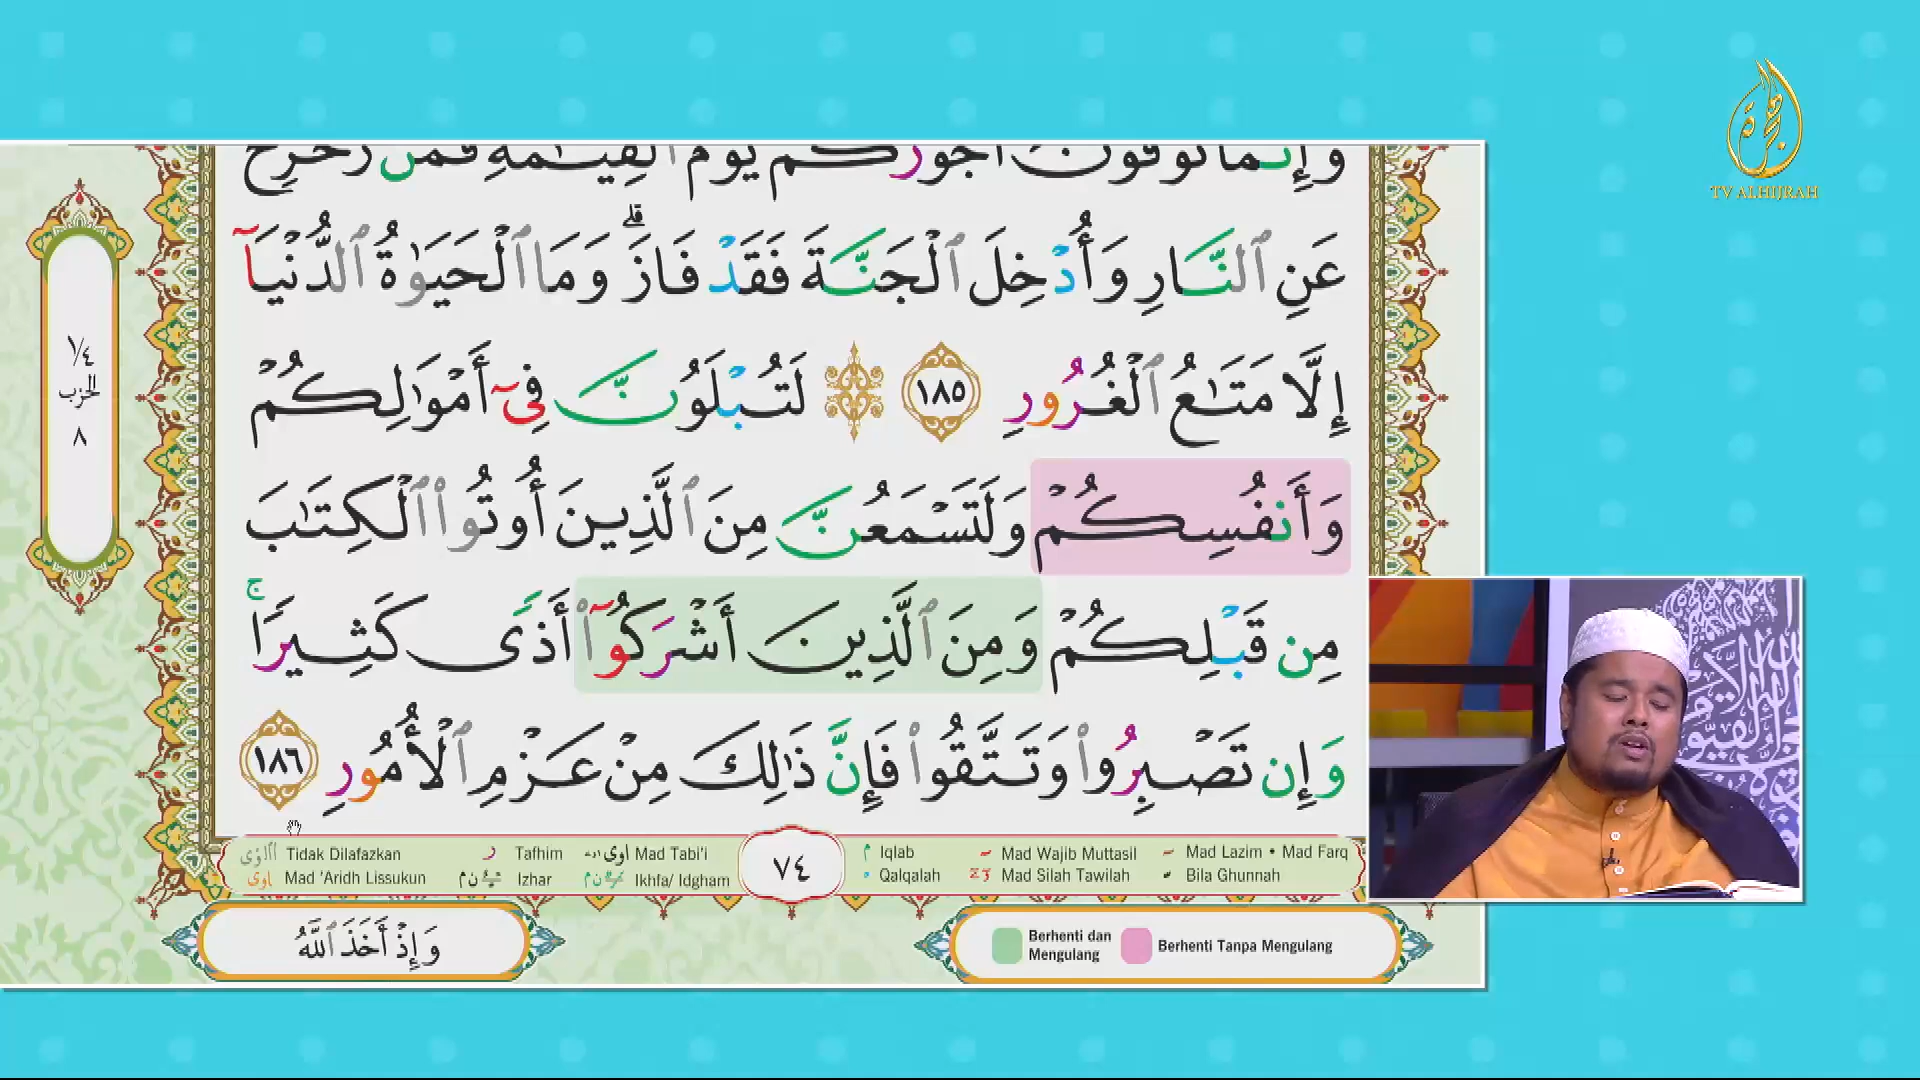 وَإِنَّمَا تُوَفَّوْنَ أُجُورَكُمْ يَوْمَ ٱلْقِيَـٰمَةِ فَمَن زُحْزِحَ
عَنِ ٱلنَّارِ وَأُدْخِلَ ٱلْجَنَّةَ فَقَدْ فَازَ ۗ وَمَا ٱلْحَيَوٰةُ ٱلدُّنْيَآ
إِلَّا مَتَـٰعُ ٱلْغُرُورِ ١٨٥ ۞ لَتُبْلَوُنَّ فِىٓ أَمْوَٰلِكُمْ
وَأَنفُسِكُمْ وَلَتَسْمَعُنَّ مِنَ ٱلَّذِينَ أُوتُوا۟ ٱلْكِتَـٰبَ
مِن قَبْلِكُمْ وَمِنَ ٱلَّذِينَ أَشْرَكُوٓا۟ أَذًى كَثِيرًا ۚ
وَإِن تَصْبِرُوا۟ وَتَتَّقُوا۟ فَإِنَّ ذَٰلِكَ مِنْ عَزْمِ ٱلْأُمُورِ ١٨٦
١/٤
الحزب
٨
Tidak Dilafazkan
Tafhim
Mad Tabi'i
Mad 'Aridh Lissukun
Izhar
Ikhfa/ Idgham
٧٤
Iqlab
Mad Wajib Muttasil
Mad Lazim • Mad Farq
Qalqalah
Mad Silah Tawilah
Bila Ghunnah
وَإِذْ أَخَذَ ٱللَّهُ
Berhenti dan
Mengulang
Berhenti Tanpa Mengulang
TV ALHIJRAH